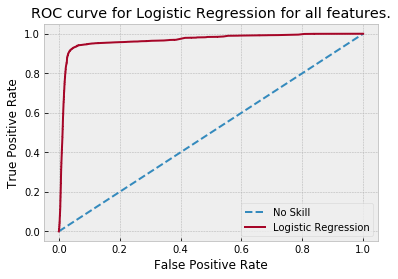 ROC curve for Logistic Regression for all features.
1.0
0.8
0.6
0.4
0.2
0.0
True Positive Rate
No Skill
Logistic Regression
0.0 0.2 0.4 0.6 0.8 1.0
False Positive Rate